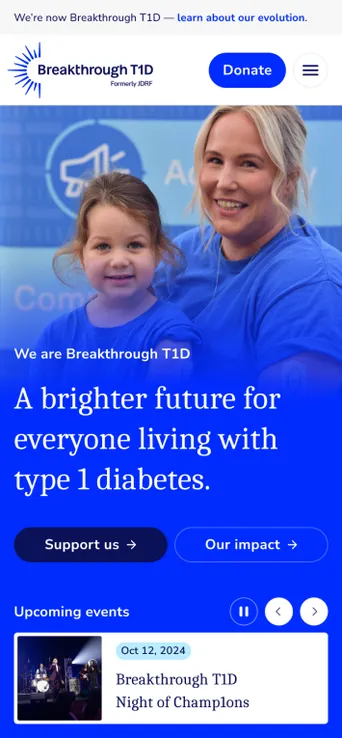 We're now Breakthrough T1D — learn about our evolution.
Breakthrough T1D
Formerly JDRF
Donate
We are Breakthrough T1D
A brighter future for
everyone living with
type 1 diabetes.
Support us →
Our impact →
Upcoming events
Oct 12, 2024
Breakthrough T1D
Night of Champ1ons